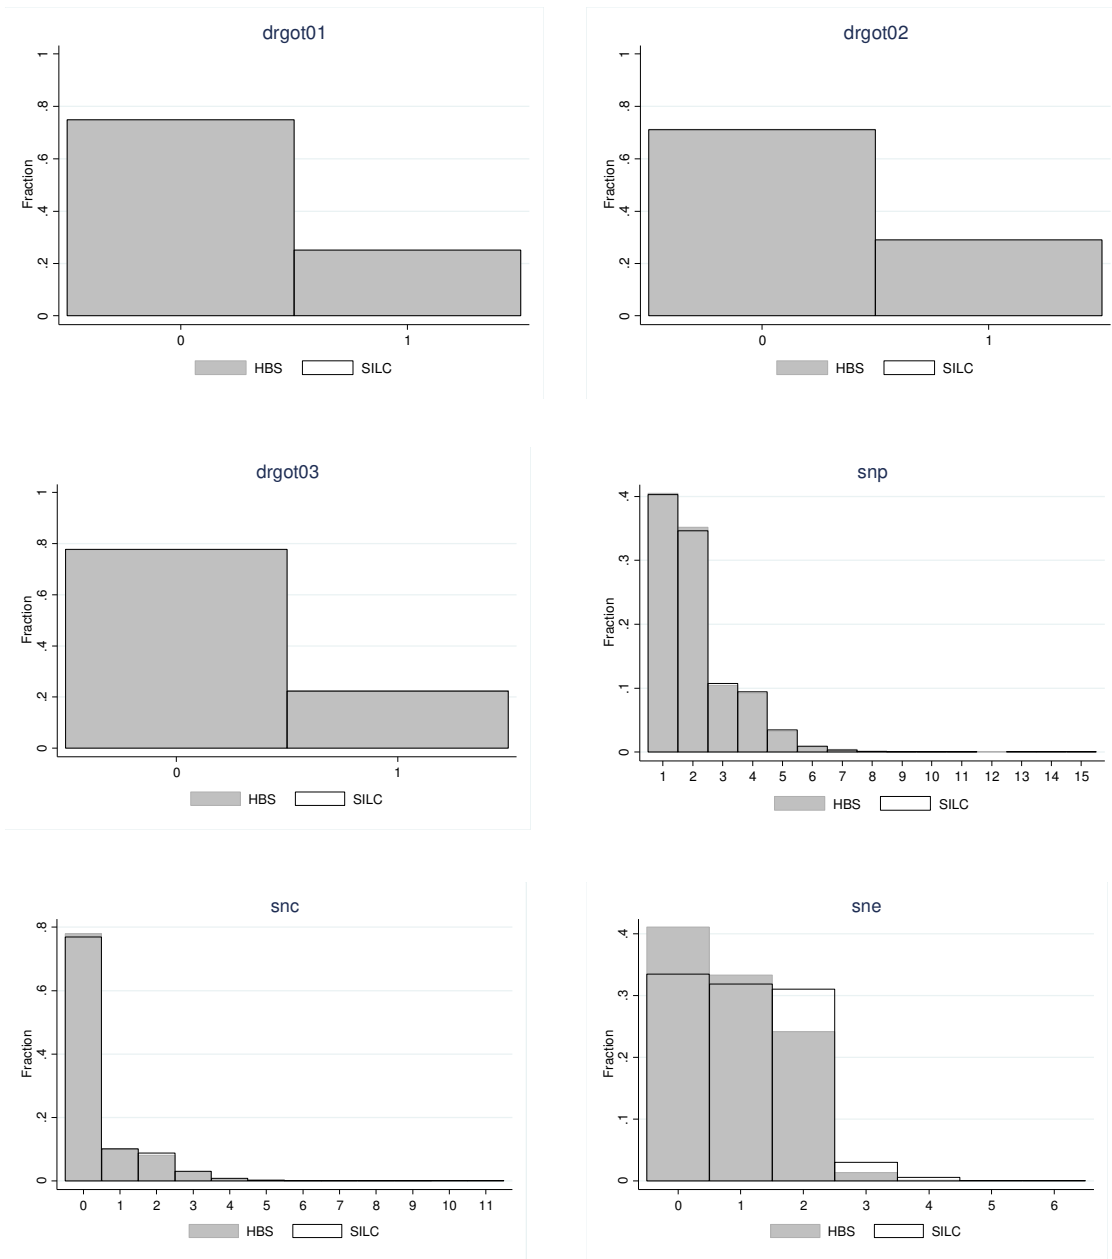 drgot01
Fraction
0 .2 .4 .6 .8 1
0 1
HBS SILC
drgot02
Fraction
0 .2 .4 .6 .8 1
0 1
HBS SILC
drgot03
Fraction
0 .2 .4 .6 .8 1
0 1
HBS SILC
snp
Fraction
0 .1 .2 .3 .4
1 2 3 4 5 6 7 8 9 10 11 12 13 14 15
HBS SILC
snc
Fraction
0 .2 .4 .6 .8
0 1 2 3 4 5 6 7 8 9 10 11
HBS SILC
sne
Fraction
0 .1 .2 .3 .4
0 1 2 3 4 5 6
HBS SILC